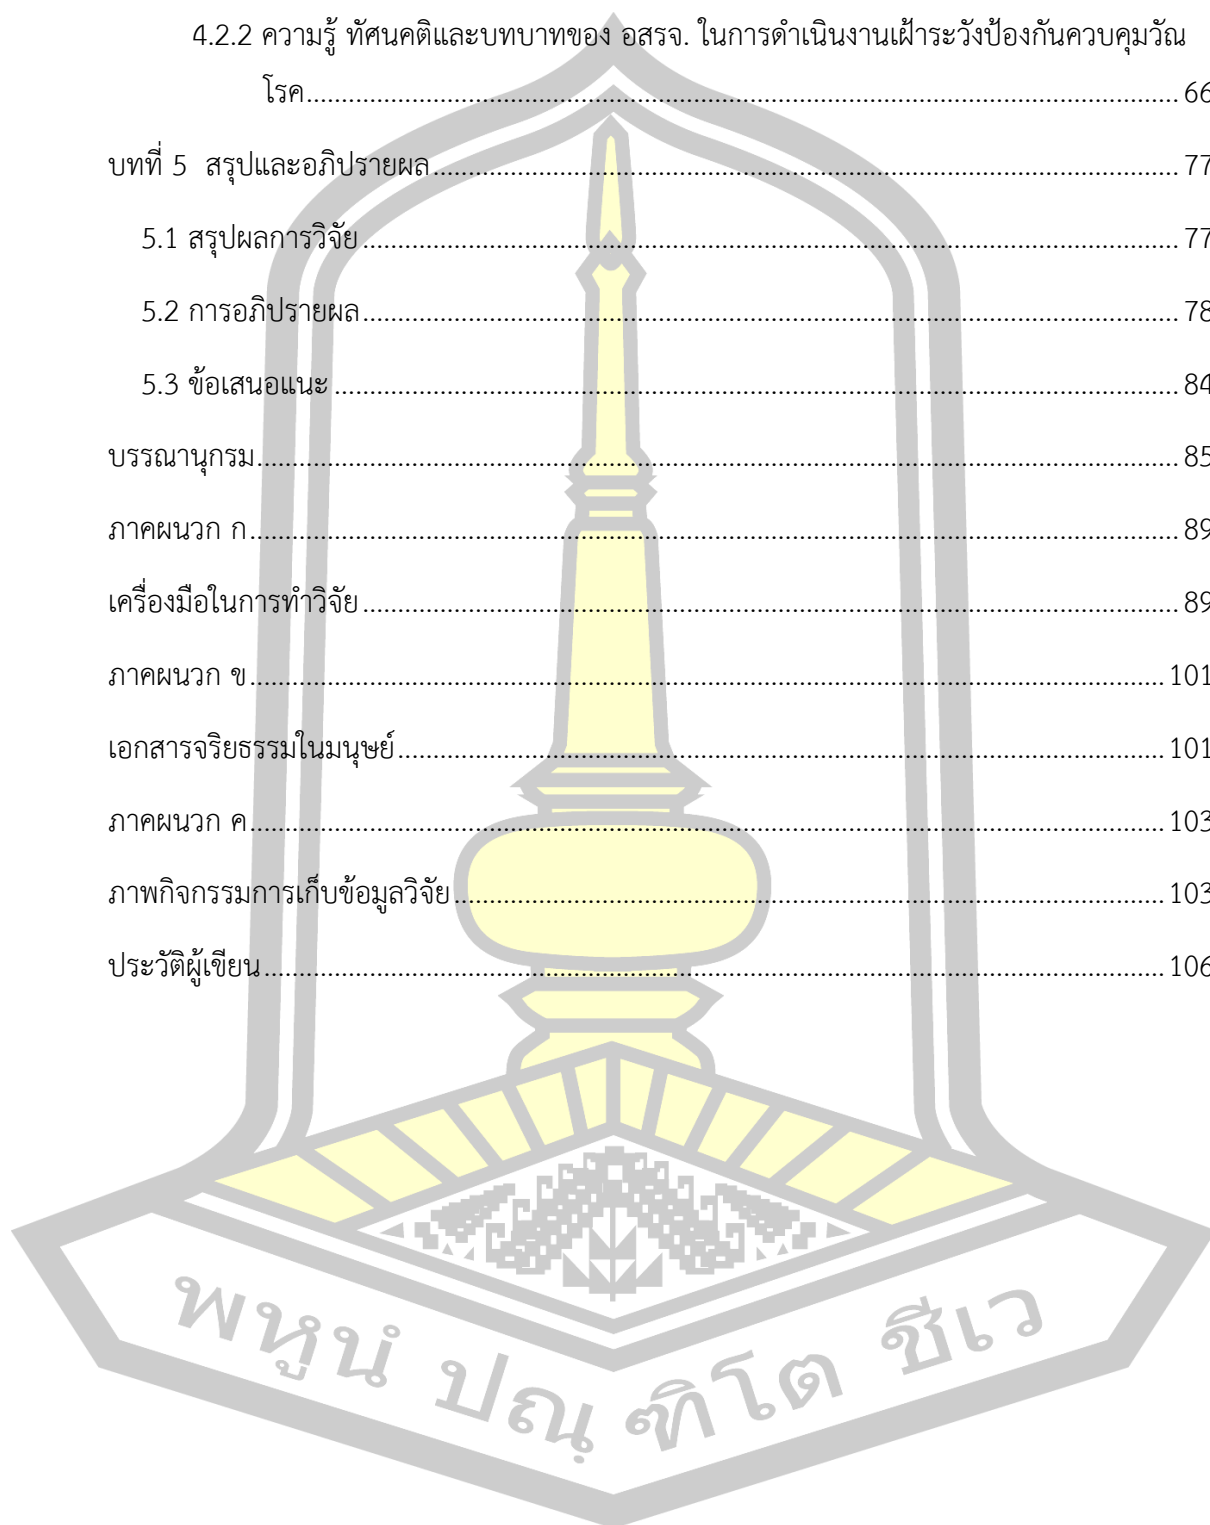 4.2.2 ความรู้ ทัศนคติและบทบาทของ อสรจ. ในการดำเนินงานเฝ้าระวังป้องกันควบคุมวัณ
โรค.................................................................................................................................. 66
บทที่ 5  สรุปและอภิปรายผล............................................................................................................... 77
5.1 สรุปผลการวิจัย......................................................................................................................... 77
5.2 การอภิปรายผล......................................................................................................................... 78
5.3 ข้อเสนอแนะ............................................................................................................................. 84
บรรณานุกรม......................................................................................................................................... 85
ภาคผนวก ก.......................................................................................................................................... 89
เครื่องมือในการทำวิจัย......................................................................................................................... 89
ภาคผนวก ข........................................................................................................................................ 101
เอกสารจริยธรรมในมนุษย์.................................................................................................................. 101
ภาคผนวก ค........................................................................................................................................ 103
ภาพกิจกรรมการเก็บข้อมูลวิจัย.......................................................................................................... 103
ประวัติผู้เขียน...................................................................................................................................... 106
พหูนํ ปณฺ ฑิโต ชีเว